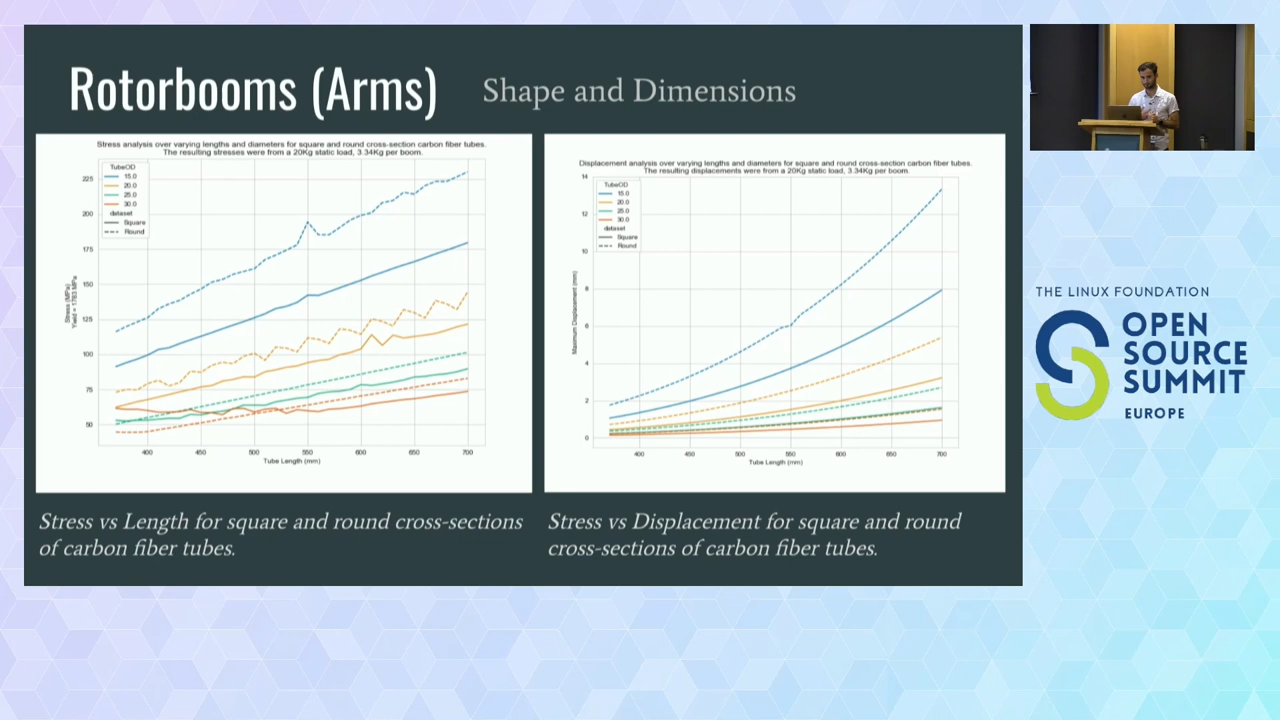 Rotorbooms (Arms)
Shape and Dimensions
Stress analysis over varying lengths and diameters for square and round cross-section carbon fiber tubes.
The resulting stresses were from a 20Kg static load, 3.34Kg per boom.
TubeOD
15.0
20.0
25.0
30.0
dataset
Square
Round
225
200
175
150
125
100
75
50
Stress (MPa)
Yield = 1783 MPa
400
450
500
550
600
650
700
Tube Length (mm)
Displacement analysis over varying lengths and diameters for square and round cross-section carbon fiber tubes.
The resulting displacements were from a 20Kg static load, 3.34Kg per boom.
TubeOD
15.0
20.0
25.0
30.0
dataset
Square
Round
14
12
10
8
6
4
2
0
Maximum Displacement (mm)
400
450
500
550
600
650
700
Tube Length (mm)
Stress vs Length for square and round cross-sections
of carbon fiber tubes.
Stress vs Displacement for square and round
cross-sections of carbon fiber tubes.
THE LINUX FOUNDATION
OPEN
SOURCE
SUMMIT
EUROPE